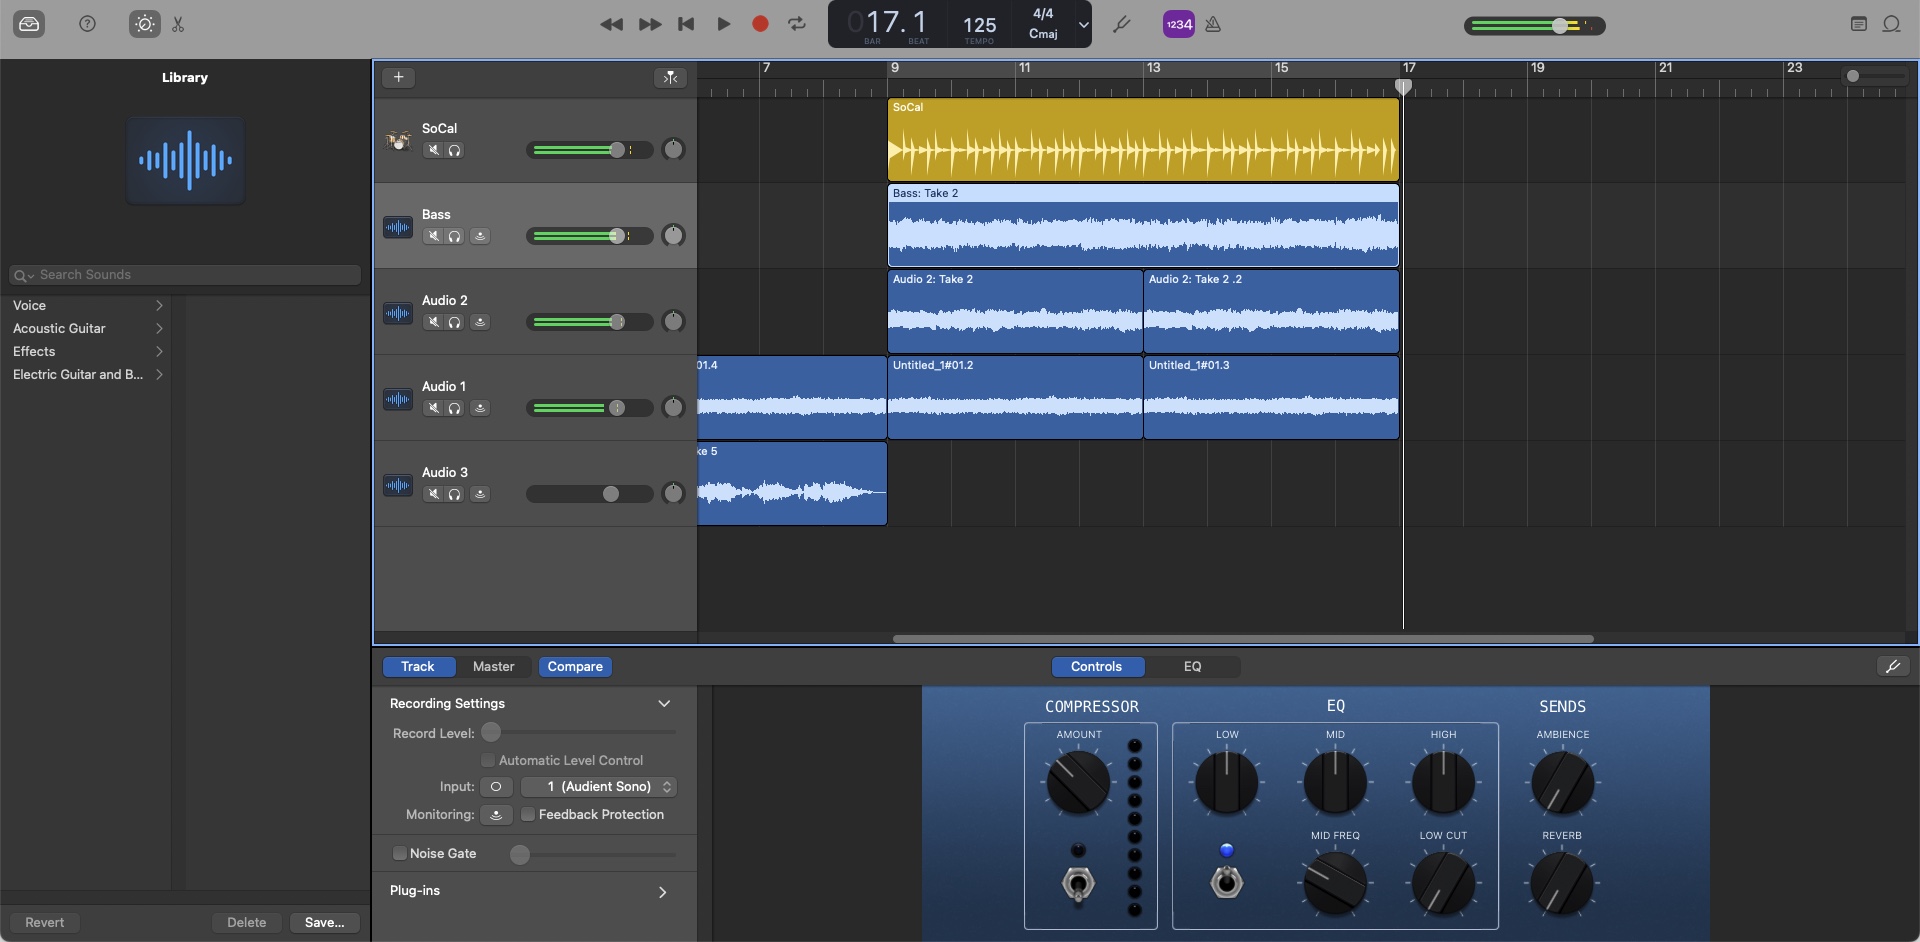 017.1
BAR BEAT
125
TEMPO
4/4
Cmaj
1234
Library
Search Sounds
Voice
Acoustic Guitar
Effects
Electric Guitar and B...
Revert
Delete
Save...
7 9 11 13 15 17 19 21 23
SoCal
SoCal
Bass
Bass: Take 2
Audio 2
Audio 2: Take 2
Audio 2: Take 2 .2
Audio 1
01.4
Untitled_1#01.2
Untitled_1#01.3
Audio 3
ke 5
Track
Master
Compare
Controls
EQ
Recording Settings
Record Level:
Automatic Level Control
Input:
1 (Audient Sono)
Monitoring:
Feedback Protection
Noise Gate
Plug-ins
COMPRESSOR
AMOUNT
EQ
LOW
MID
HIGH
MID FREQ
LOW CUT
SENDS
AMBIENCE
REVERB